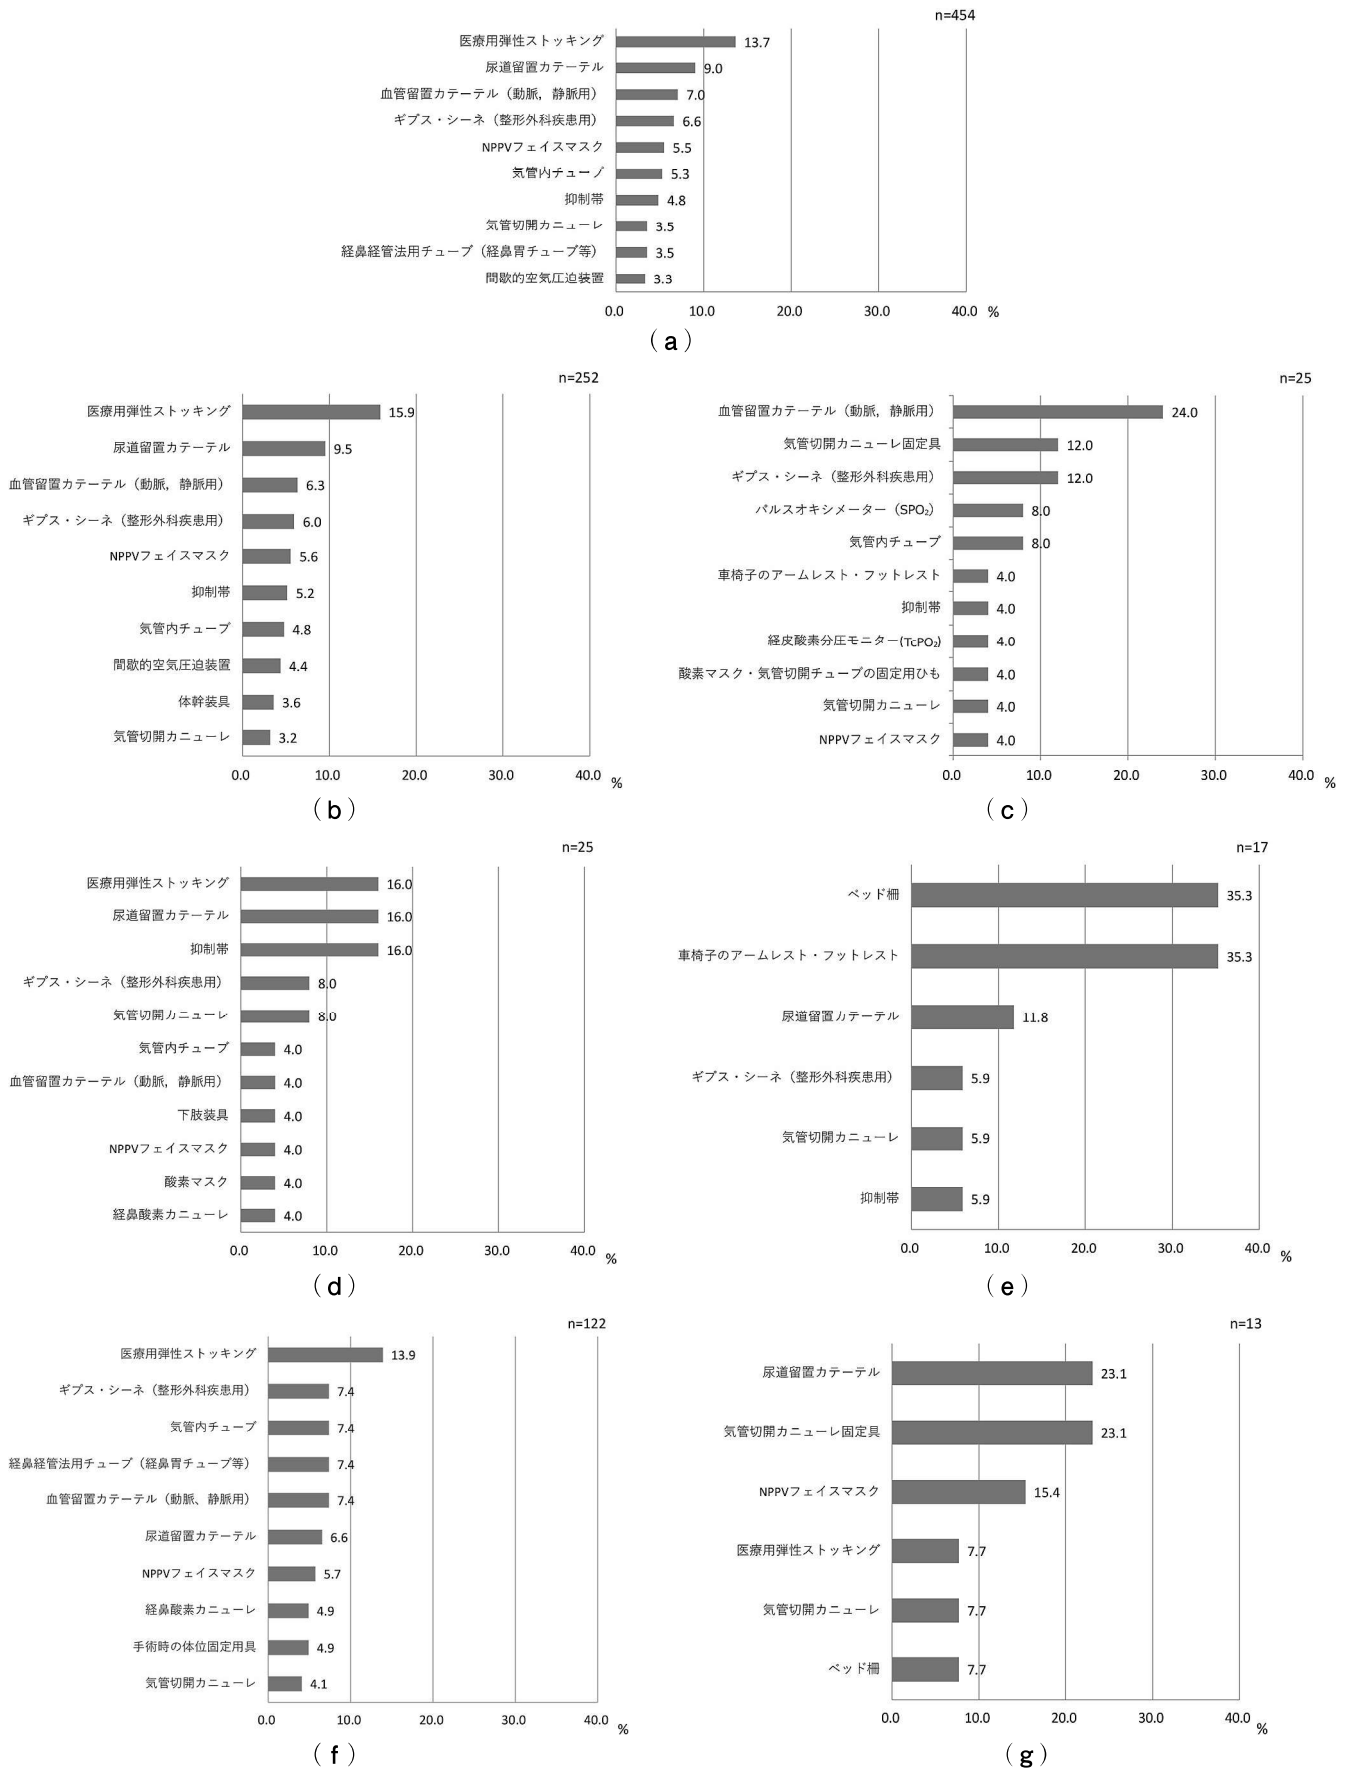 n=454
医療用弾性ストッキング 13.7
尿道留置カテーテル 9.0
血管留置カテーテル（動脈，静脈用） 7.0
ギプス・シーネ（整形外科疾患用） 6.6
NPPVフェイスマスク 5.5
気管内チューブ 5.3
抑制帯 4.8
気管切開カニューレ 3.5
経鼻経管法用チューブ（経鼻胃チューブ等） 3.5
間歇的空気圧迫装置 3.3
0.0 10.0 20.0 30.0 40.0 %
（a）
n=252
医療用弾性ストッキング 15.9
尿道留置カテーテル 9.5
血管留置カテーテル（動脈，静脈用） 6.3
ギプス・シーネ（整形外科疾患用） 6.0
NPPVフェイスマスク 5.6
抑制帯 5.2
気管内チューブ 4.8
間歇的空気圧迫装置 4.4
体幹装具 3.6
気管切開カニューレ 3.2
0.0 10.0 20.0 30.0 40.0 %
（b）
n=25
血管留置カテーテル（動脈，静脈用） 24.0
気管切開カニューレ固定具 12.0
ギプス・シーネ（整形外科疾患用） 12.0
パルスオキシメーター（SPO₂） 8.0
気管内チューブ 8.0
車椅子のアームレスト・フットレスト 4.0
抑制帯 4.0
経皮酸素分圧モニター(TcPO₂) 4.0
酸素マスク・気管切開チューブの固定用ひも 4.0
気管切開カニューレ 4.0
NPPVフェイスマスク 4.0
0.0 10.0 20.0 30.0 40.0 %
（c）
n=25
医療用弾性ストッキング 16.0
尿道留置カテーテル 16.0
抑制帯 16.0
ギプス・シーネ（整形外科疾患用） 8.0
気管切開カニューレ 8.0
気管内チューブ 4.0
血管留置カテーテル（動脈，静脈用） 4.0
下肢装具 4.0
NPPVフェイスマスク 4.0
酸素マスク 4.0
経鼻酸素カニューレ 4.0
0.0 10.0 20.0 30.0 40.0 %
（d）
n=17
ベッド柵 35.3
車椅子のアームレスト・フットレスト 35.3
尿道留置カテーテル 11.8
ギプス・シーネ（整形外科疾患用） 5.9
気管切開カニューレ 5.9
抑制帯 5.9
0.0 10.0 20.0 30.0 40.0 %
（e）
n=122
医療用弾性ストッキング 13.9
ギプス・シーネ（整形外科疾患用） 7.4
気管内チューブ 7.4
経鼻経管法用チューブ（経鼻胃チューブ等） 7.4
血管留置カテーテル（動脈、静脈用） 7.4
尿道留置カテーテル 6.6
NPPVフェイスマスク 5.7
経鼻酸素カニューレ 4.9
手術時の体位固定用具 4.9
気管切開カニューレ 4.1
0.0 10.0 20.0 30.0 40.0 %
（f）
n=13
尿道留置カテーテル 23.1
気管切開カニューレ固定具 23.1
NPPVフェイスマスク 15.4
医療用弾性ストッキング 7.7
気管切開カニューレ 7.7
ベッド柵 7.7
0.0 10.0 20.0 30.0 40.0 %
（g）